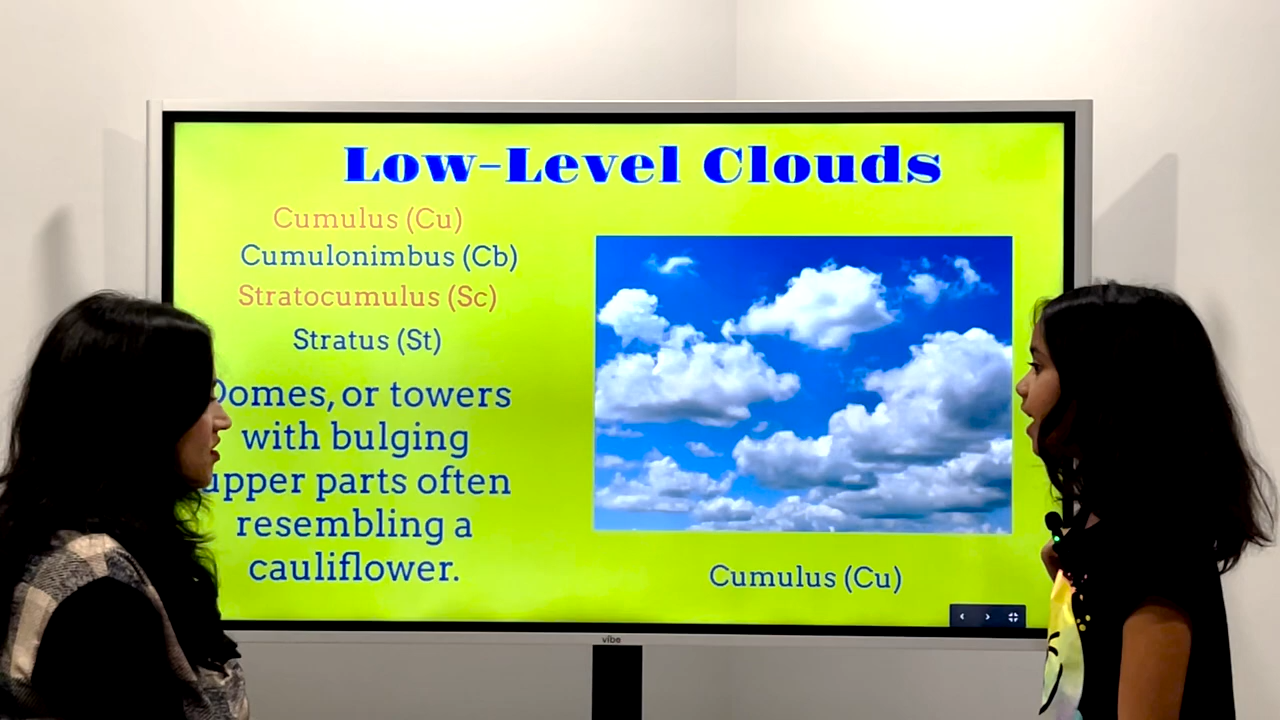 Low-Level Clouds
Cumulus (Cu)
Cumulonimbus (Cb)
Stratocumulus (Sc)
Stratus (St)
Domes, or towers
with bulging
upper parts often
resembling a
cauliflower.
Cumulus (Cu)
vibe